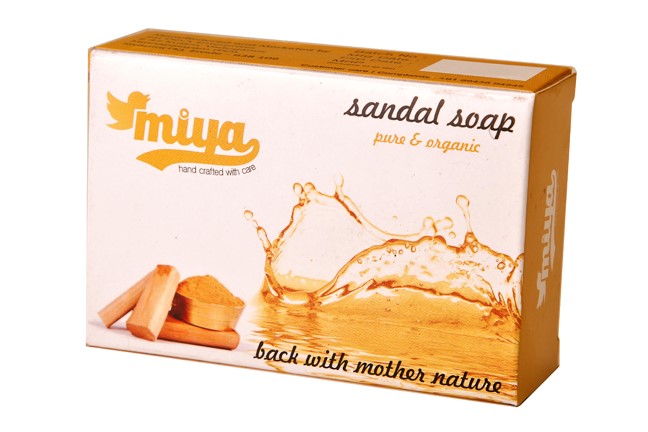 miya
hand crafted with care
sandal soap
pure & organic
back with mother nature
miya